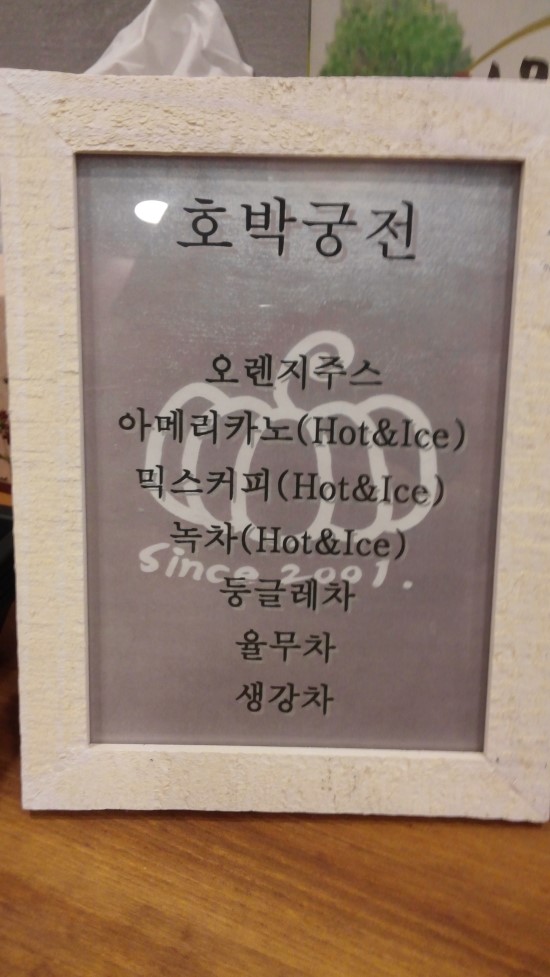 호박궁전
오렌지주스
아메리카노(Hot&Ice)
믹스커피(Hot&Ice)
녹차(Hot&Ice)
since 2001.
둥글레차
율무차
생강차